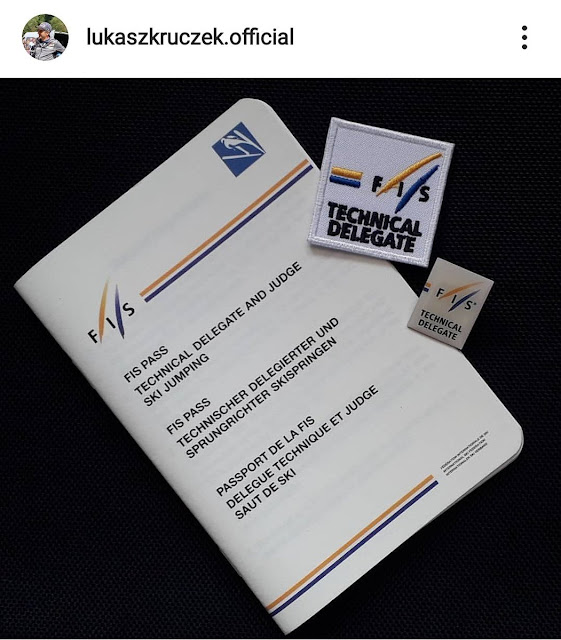 lukaszkruczek.official
FIS
TECHNICAL
DELEGATE
FIS
TECHNICAL
DELEGATE
FIS
FIS PASS
TECHNICAL DELEGATE AND JUDGE
SKI JUMPING
FIS PASS
TECHNISCHER DELEGIERTER UND
SPRUNGRICHTER SKISPRINGEN
PASSPORT DE LA FIS
DELEGUE TECHNIQUE ET JUDGE
SAUT DE SKI